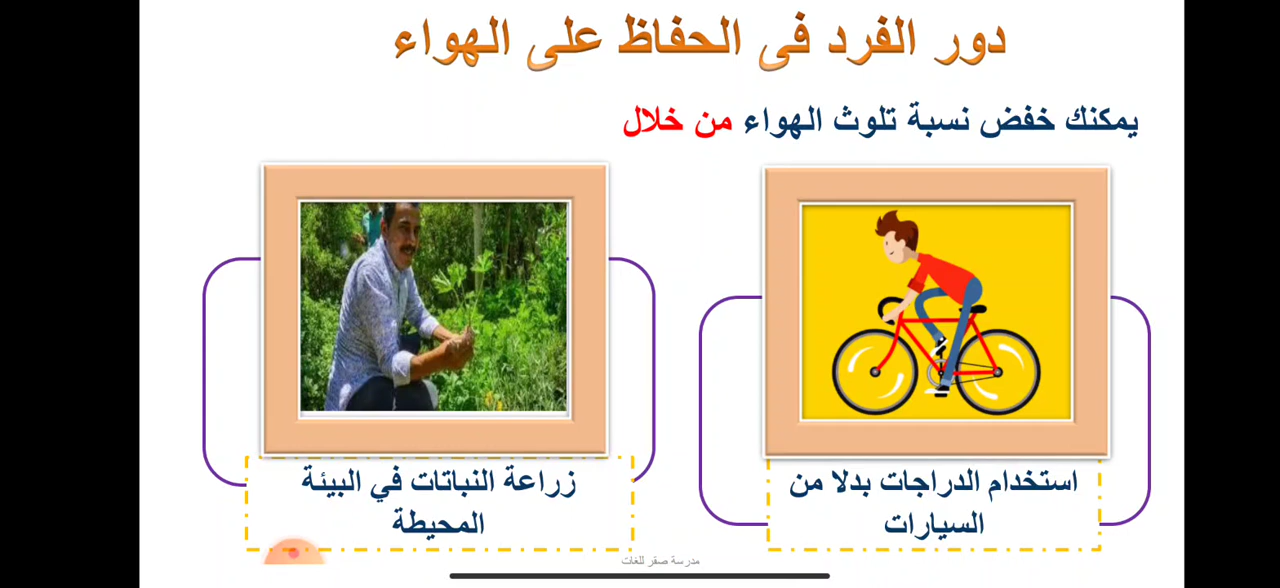 دور الفرد فى الحفاظ على الهواء
يمكنك خفض نسبة تلوث الهواء من خلال
استخدام الدراجات بدلا من
السيارات
زراعة النباتات في البيئة
المحيطة
مدرسة صقر للغات